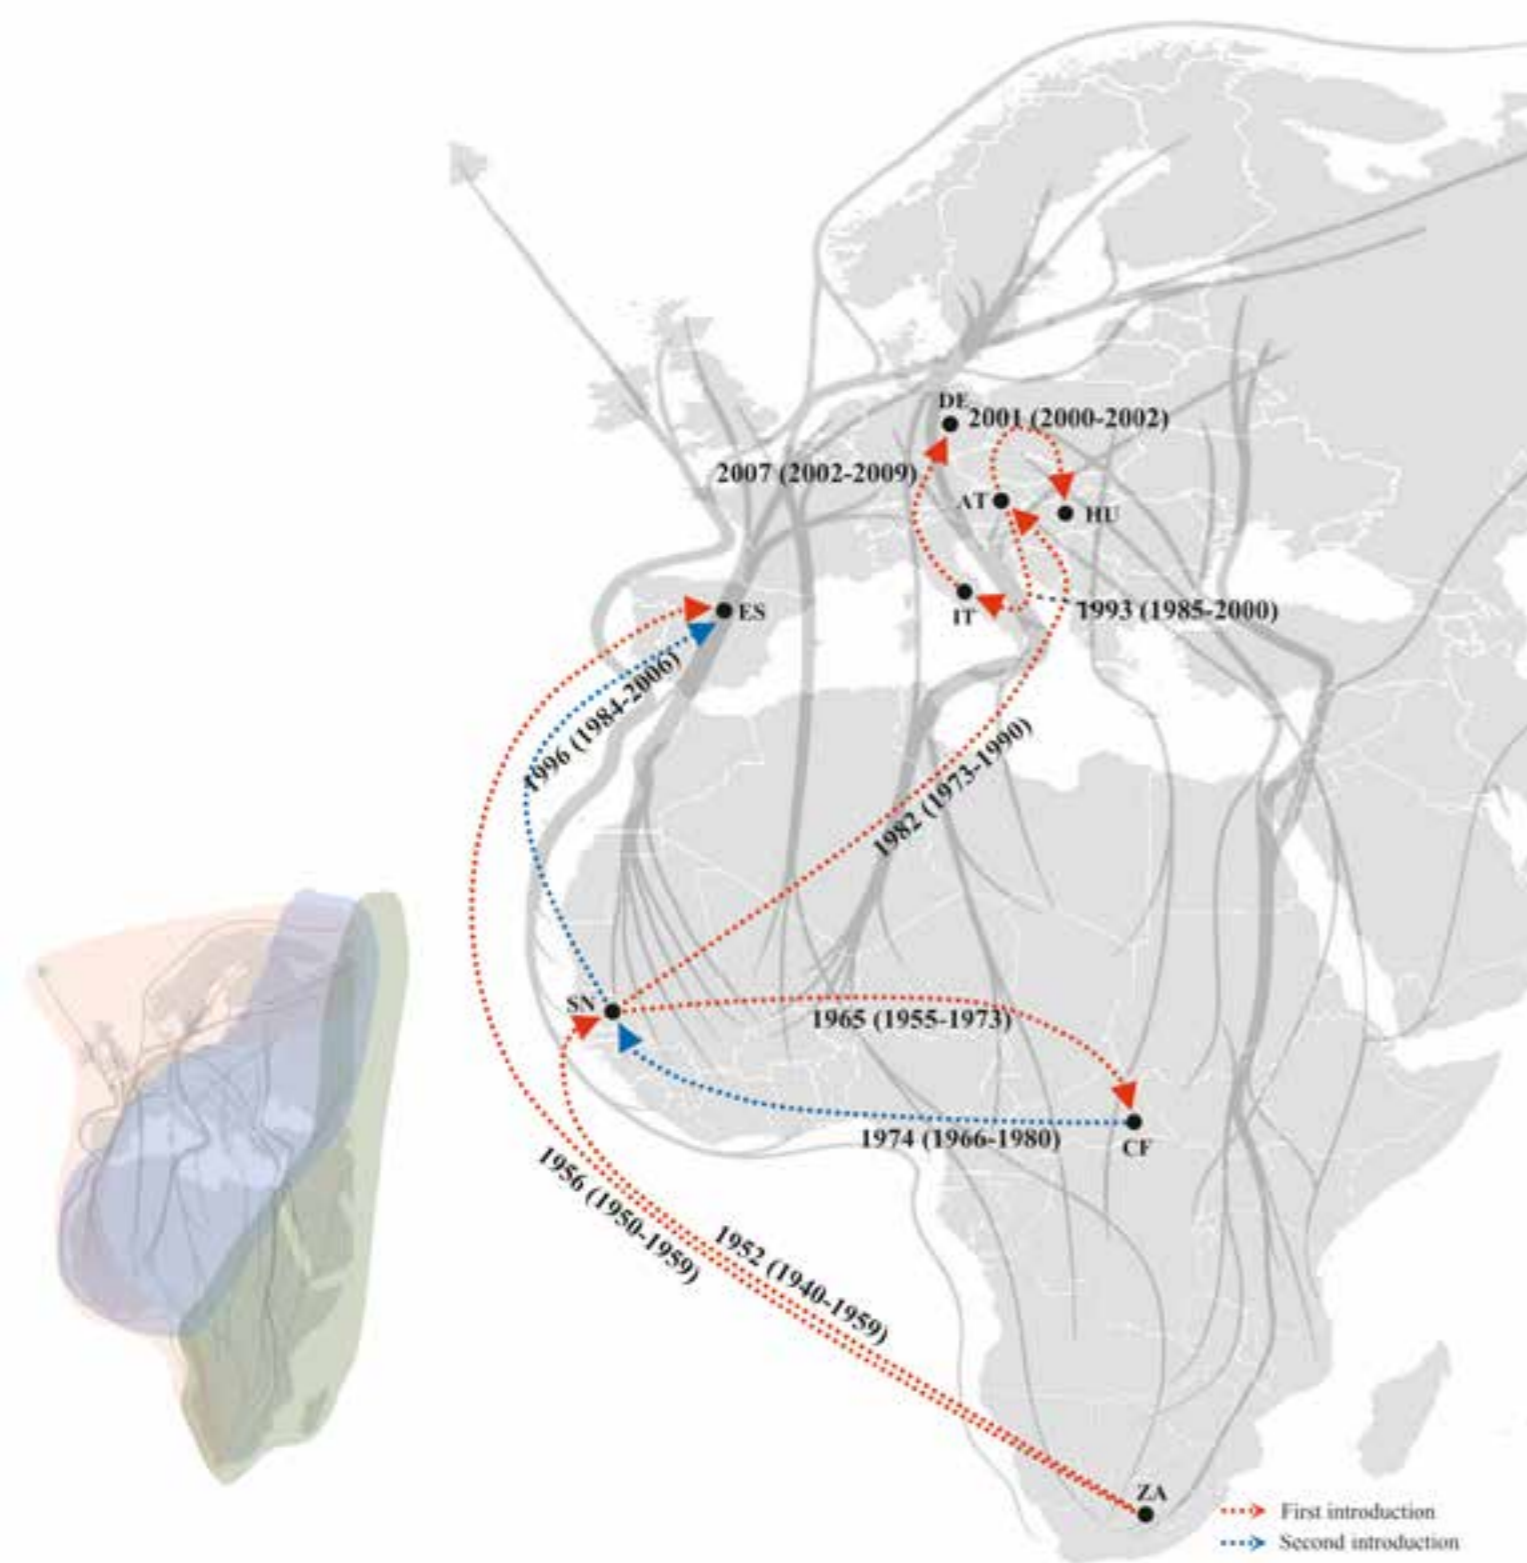 DE
2001 (2000-2002)
2007 (2002-2009)
AT
HU
IT
1993 (1985-2000)
ES
1996 (1984-2006)
1982 (1973-1990)
SN
1965 (1955-1973)
1974 (1966-1980)
CF
1956 (1950-1959)
1952 (1940-1959)
ZA
First introduction
Second introduction